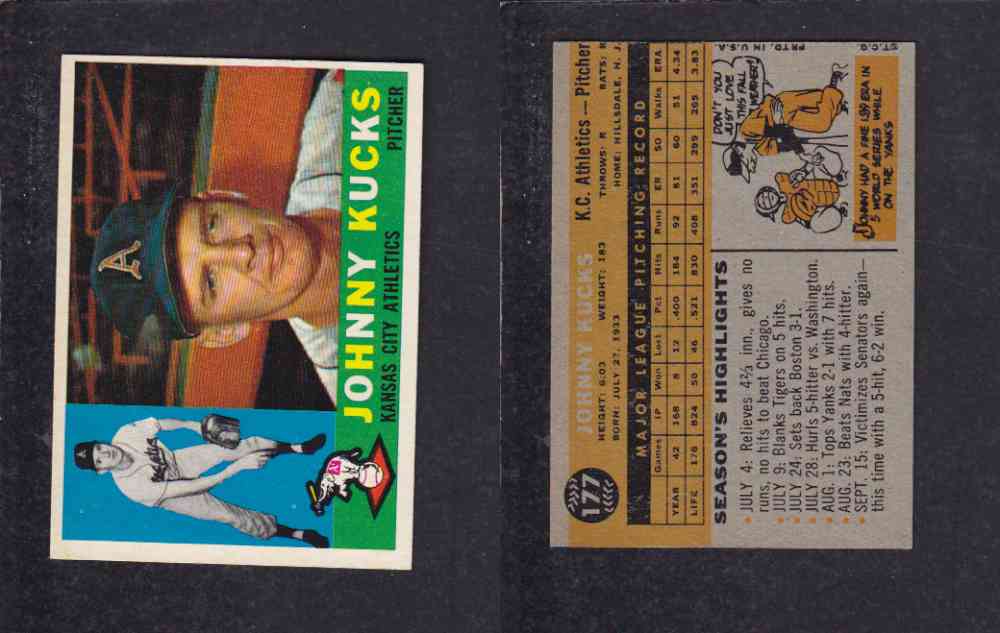 A
JOHNNY KUCKS
KANSAS CITY ATHLETICS PITCHER
177
JOHNNY KUCKS K.C. Athletics — Pitcher
HEIGHT: 6:03 WEIGHT: 183 THROWS: R BATS: R
BORN: JULY 27, 1933 HOME: HILLSDALE, N. J.
MAJOR LEAGUE PITCHING RECORD
Games IP Won Lost Pct Hits Runs ER SO Walks ERA
YEAR 42 168 8 12 .400 184 92 81 60 51 4.34
LIFE 176 824 50 46 .521 830 408 351 295 265 3.83
SEASON'S HIGHLIGHTS
• JULY 4: Relieves 4⅔ inn., gives no
runs, no hits to beat Chicago.
• JULY 9: Blanks Tigers on 5 hits.
• JULY 24: Sets back Boston 3-1.
• JULY 28: Hurls 5-hitter vs. Washington.
• AUG. 1: Tops Yanks 2-1 with 7 hits.
• AUG. 23: Beats Nats with 4-hitter.
• SEPT. 15: Victimizes Senators again—
this time with a 5-hit, 6-2 win.
DON'T YOU
JUST LOVE
THIS FALL
WEATHER!
JOHNNY HAD A FINE 1.89 ERA IN
5 WORLD SERIES WHILE
ON THE YANKS
T.C.G. PRTD. IN U.S.A.